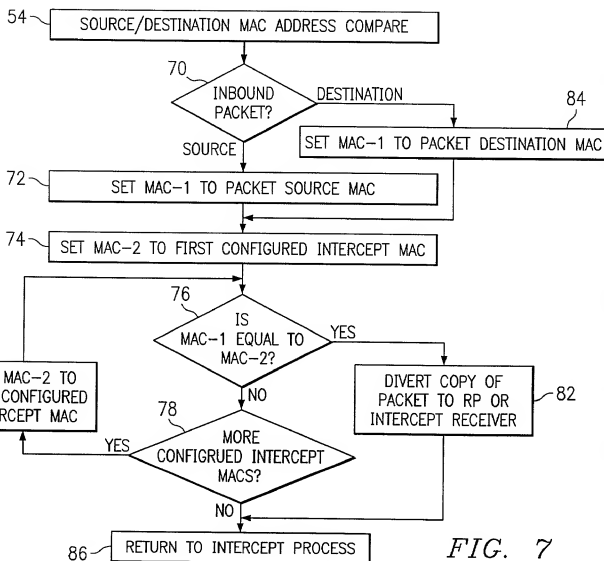 54
SOURCE/DESTINATION MAC ADDRESS COMPARE
70
INBOUND
PACKET?
DESTINATION
84
SET MAC-1 TO PACKET DESTINATION MAC
SOURCE
72
SET MAC-1 TO PACKET SOURCE MAC
74
SET MAC-2 TO FIRST CONFIGURED INTERCEPT MAC
76
IS
MAC-1 EQUAL TO
MAC-2?
YES
MAC-2 TO
CONFIGURED
RCEPT MAC
DIVERT COPY OF
PACKET TO RP OR
INTERCEPT RECEIVER
82
NO
78
MORE
CONFIGRUED INTERCEPT
MACS?
YES
NO
86
RETURN TO INTERCEPT PROCESS
FIG. 7